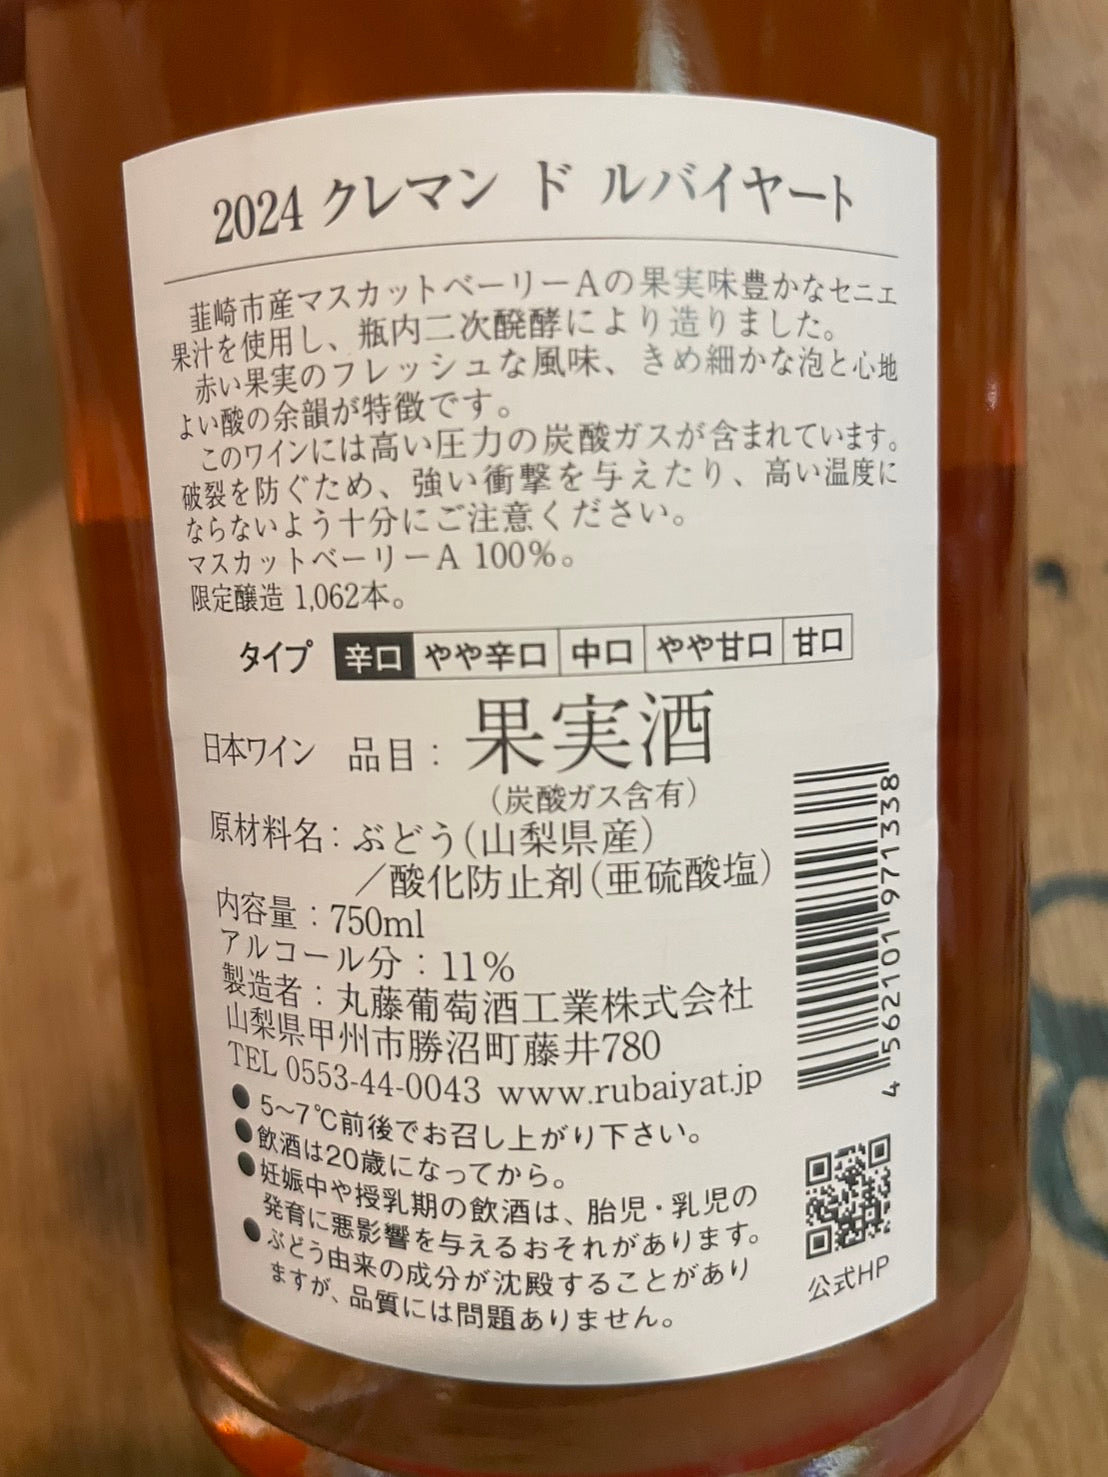 2024 クレマン ド ルバイヤート
韮崎市産マスカットベーリーAの果実味豊かなセニエ
果汁を使用し、瓶内二次醗酵により造りました。
赤い果実のフレッシュな風味、きめ細かな泡と心地
よい酸の余韻が特徴です。
このワインには高い圧力の炭酸ガスが含まれています。
破裂を防ぐため、強い衝撃を与えたり、高い温度に
ならないよう十分にご注意ください。
マスカットベーリーA 100%。
限定醸造 1,062本。
タイプ 辛口 やや辛口 中口 やや甘口 甘口
日本ワイン 品目：果実酒
（炭酸ガス含有）
原材料名：ぶどう（山梨県産）
／酸化防止剤（亜硫酸塩）
内容量：750ml
アルコール分：11%
製造者：丸藤葡萄酒工業株式会社
山梨県甲州市勝沼町藤井780
TEL 0553-44-0043 www.rubaiyat.jp
●5～7℃前後でお召し上がり下さい。
●飲酒は20歳になってから。
●妊娠中や授乳期の飲酒は、胎児・乳児の
発育に悪影響を与えるおそれがあります。
●ぶどう由来の成分が沈殿することがあり
ますが、品質には問題ありません。
4 562101 971338
公式HP